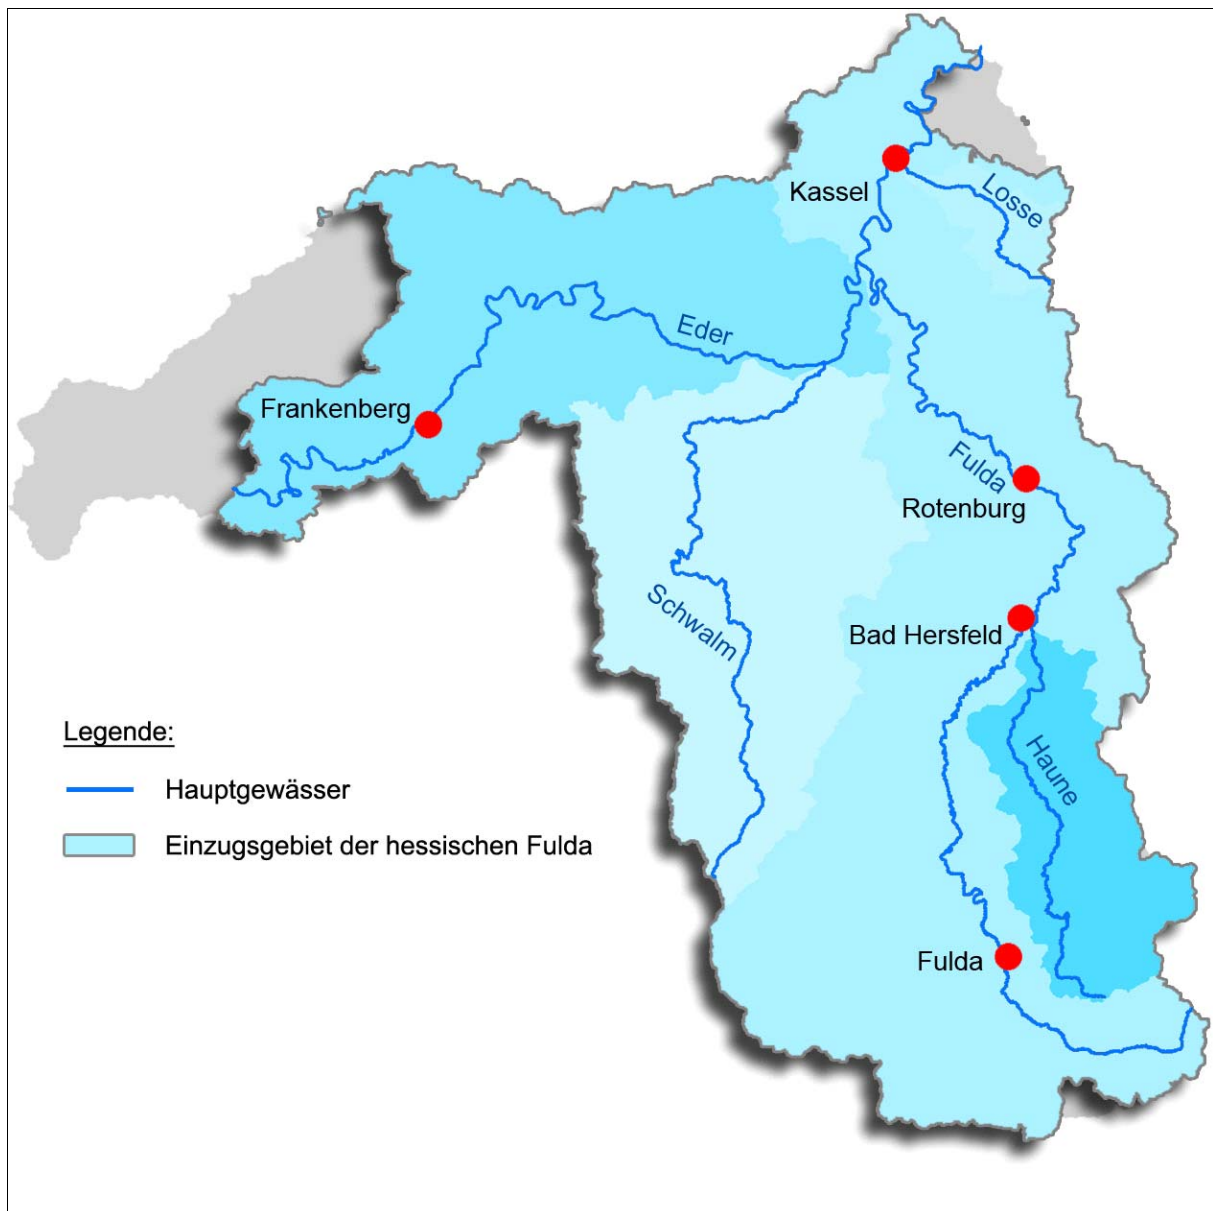 Kassel
Losse
Eder
Frankenberg
Fulda
Rotenburg
Schwalm
Bad Hersfeld
Legende:
Haune
Hauptgewässer
Einzugsgebiet der hessischen Fulda
Fulda